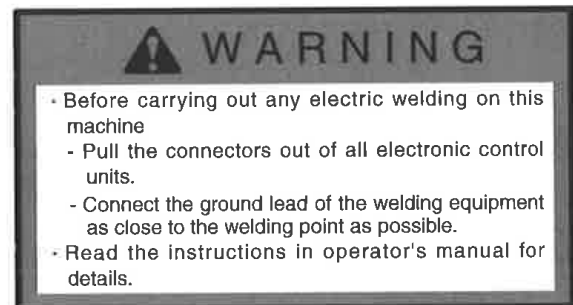 WARNING
· Before carrying out any electric welding on this
machine
- Pull the connectors out of all electronic control
units.
- Connect the ground lead of the welding equipment
as close to the welding point as possible.
· Read the instructions in operator's manual for
details.